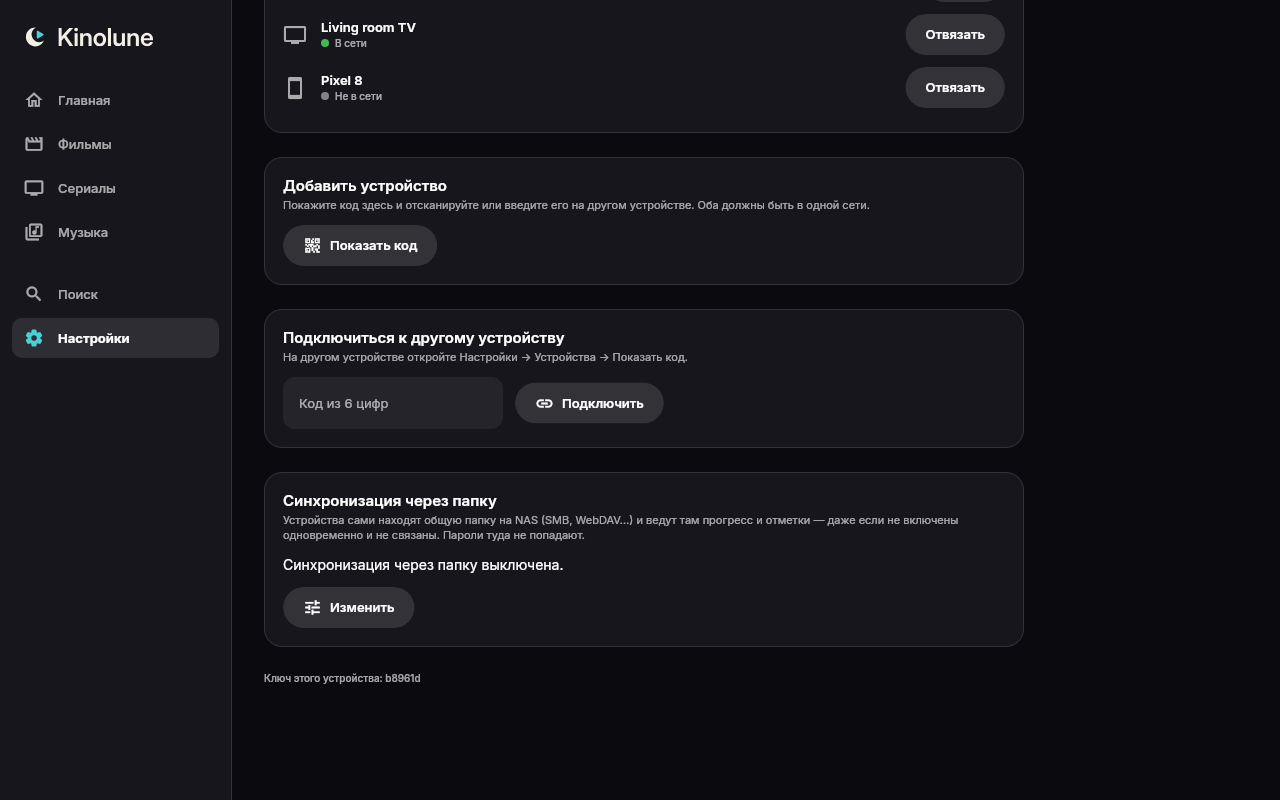 Kinolune
Главная
Фильмы
Сериалы
Музыка
Поиск
Настройки
Living room TV
В сети
Отвязать
Pixel 8
Не в сети
Отвязать
Добавить устройство
Покажите код здесь и отсканируйте или введите его на другом устройстве. Оба должны быть в одной сети.
Показать код
Подключиться к другому устройству
На другом устройстве откройте Настройки → Устройства → Показать код.
Код из 6 цифр
Подключить
Синхронизация через папку
Устройства сами находят общую папку на NAS (SMB, WebDAV...) и ведут там прогресс и отметки — даже если не включены
одновременно и не связаны. Пароли туда не попадают.
Синхронизация через папку выключена.
Изменить
Ключ этого устройства: b8961d